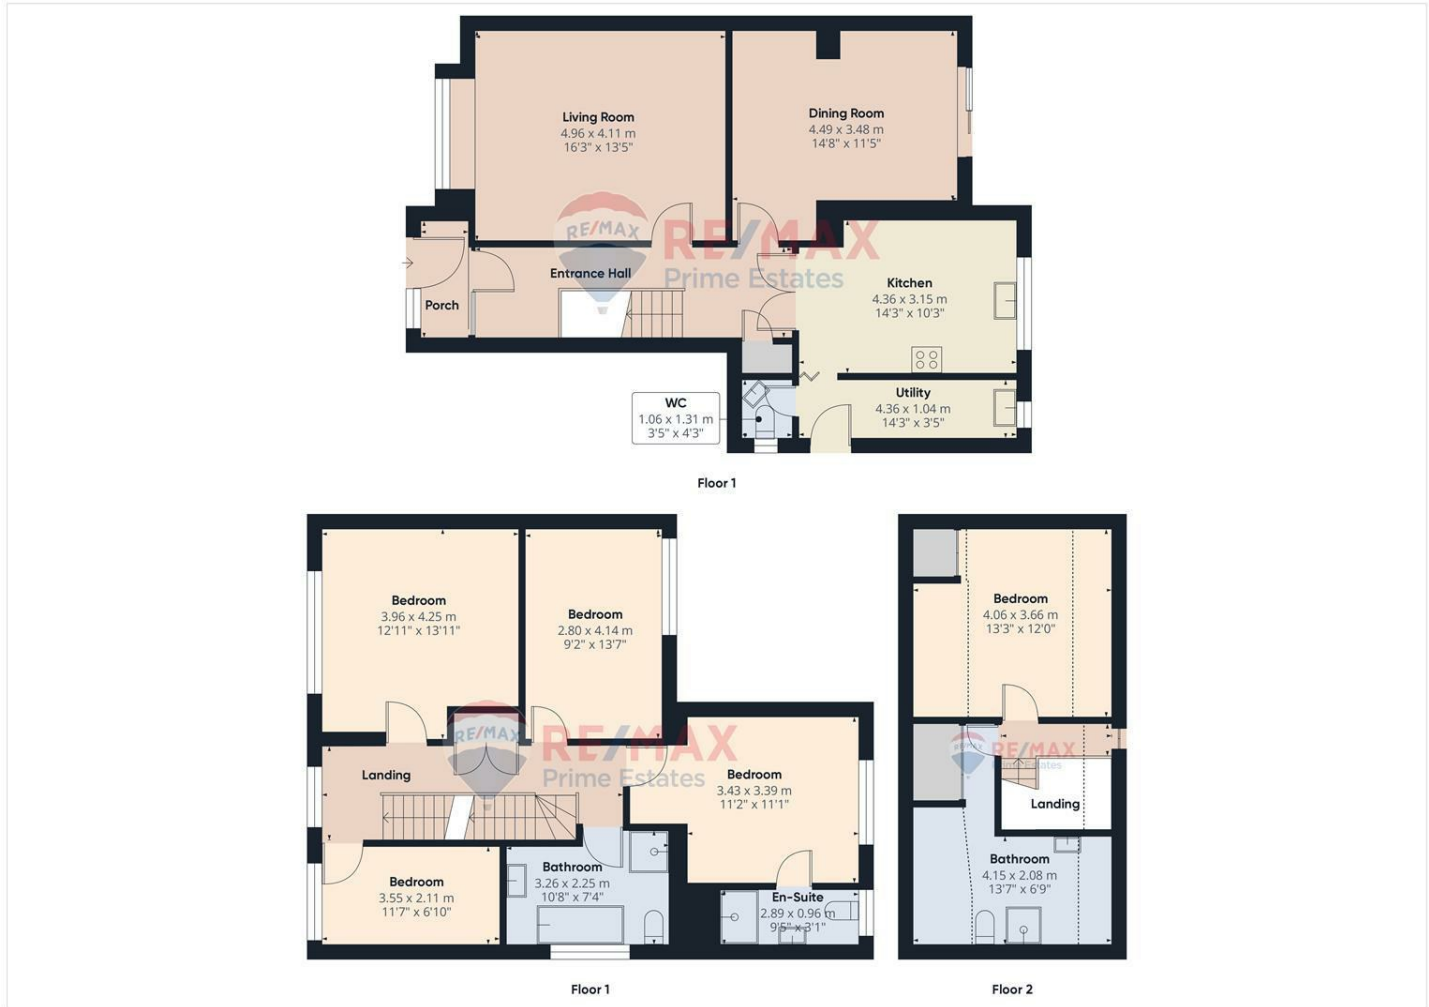 Living Room
4.96 x 4.11 m
16'3" x 13'5"
Dining Room
4.49 x 3.48 m
14'8" x 11'5"
RE/MAX
RE/MAX
Prime Estates
Entrance Hall
Porch
Kitchen
4.36 x 3.15 m
14'3" x 10'3"
Utility
4.36 x 1.04 m
14'3" x 3'5"
WC
1.06 x 1.31 m
3'5" x 4'3"
Floor 1
Bedroom
3.96 x 4.25 m
12'11" x 13'11"
Bedroom
2.80 x 4.14 m
9'2" x 13'7"
RE/MAX
RE/MAX
Prime Estates
Landing
Bedroom
3.43 x 3.39 m
11'2" x 11'1"
Bedroom
3.55 x 2.11 m
11'7" x 6'10"
Bathroom
3.26 x 2.25 m
10'8" x 7'4"
En-Suite
2.89 x 0.96 m
9'5" x 3'1"
Floor 1
Bedroom
4.06 x 3.66 m
13'3" x 12'0"
RE/MAX
RE/MAX
Prime Estates
Landing
Bathroom
4.15 x 2.08 m
13'7" x 6'9"
Floor 2